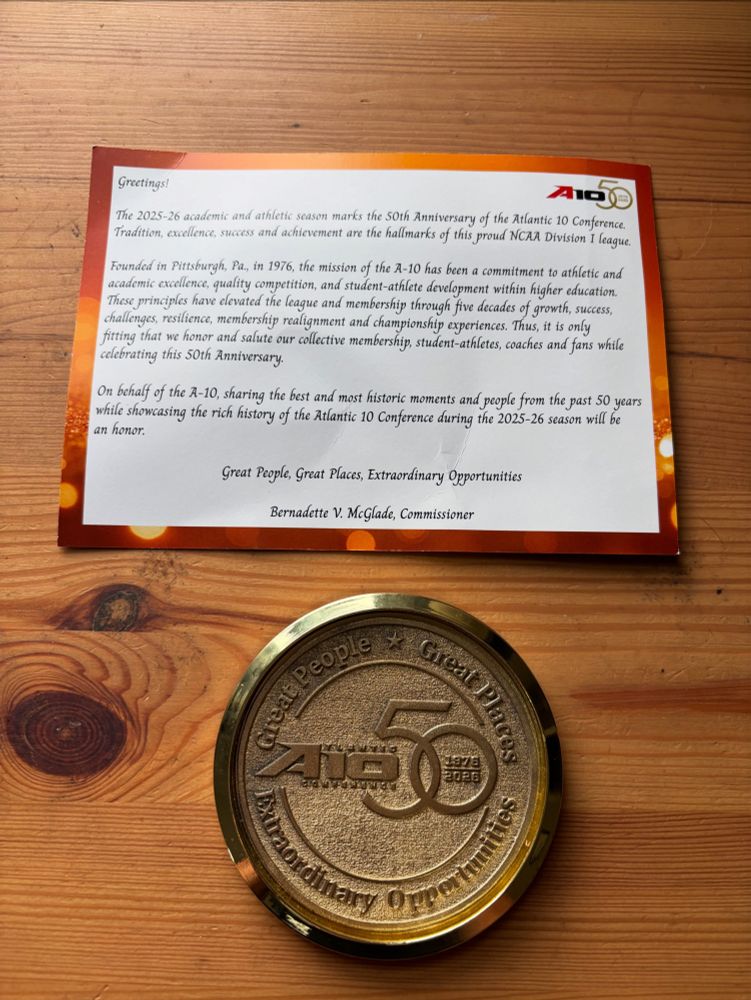 Greetings!
A10 50
The 2025-26 academic and athletic season marks the 50th Anniversary of the Atlantic 10 Conference.
Tradition, excellence, success and achievement are the hallmarks of this proud NCAA Division I league.
Founded in Pittsburgh, Pa., in 1976, the mission of the A-10 has been a commitment to athletic and
academic excellence, quality competition, and student-athlete development within higher education.
These principles have elevated the league and membership through five decades of growth, success,
challenges, resilience, membership realignment and championship experiences. Thus, it is only
fitting that we honor and salute our collective membership, student-athletes, coaches and fans while
celebrating this 50th Anniversary.
On behalf of the A-10, sharing the best and most historic moments and people from the past 50 years
while showcasing the rich history of the Atlantic 10 Conference during the 2025-26 season will be
an honor.
Great People, Great Places, Extraordinary Opportunities
Bernadette V. McGlade, Commissioner
Great People ★ Great Places
ATLANTIC
A10 50
CONFERENCE
1976
2026
Extraordinary Opportunities